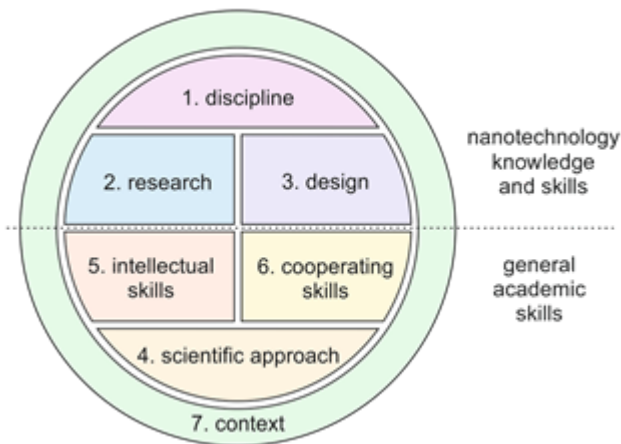 1. discipline
2. research
3. design
nanotechnology
knowledge
and skills
5. intellectual
skills
6. cooperating
skills
general
academic
skills
4. scientific approach
7. context